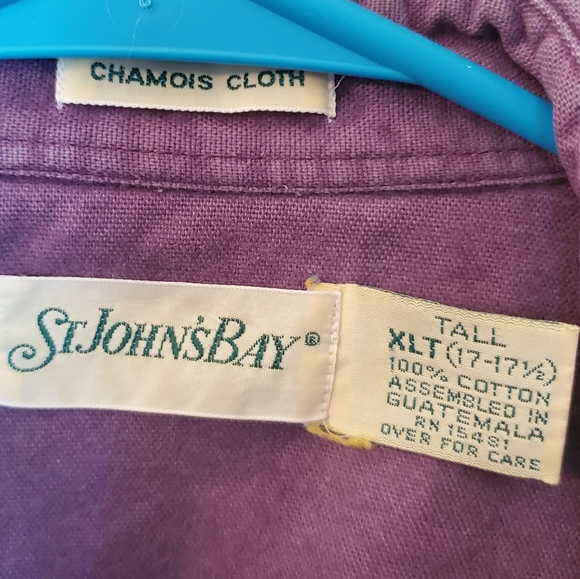 CHAMOIS CLOTH
ST. JOHN'S BAY®
TALL
XLT (17-17½)
100% COTTON
ASSEMBLED IN
GUATEMALA
RN 15481
OVER FOR CARE